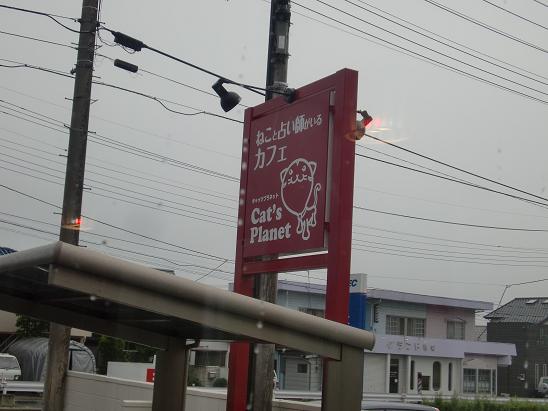 ねこと占い師がいる
カフェ
キャッツプラネット
Cat's
Planet